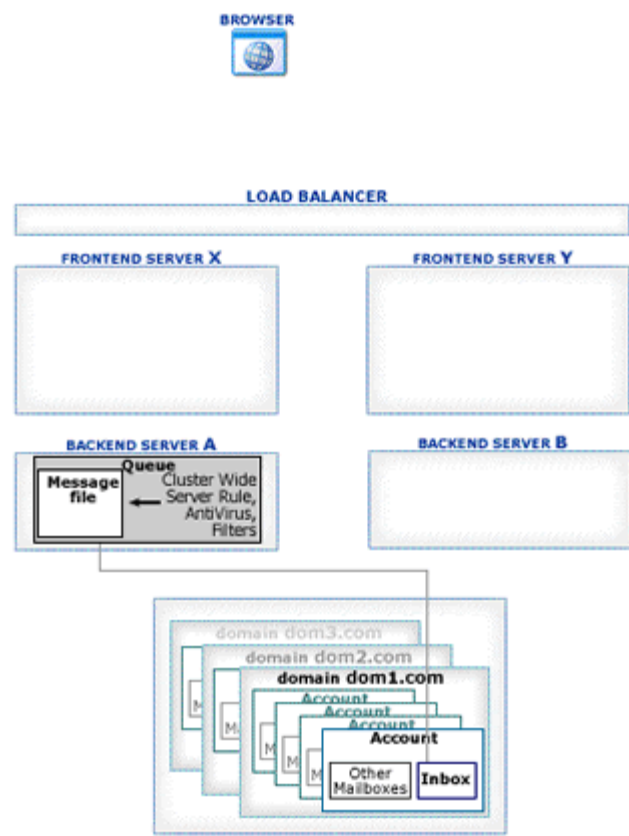 BROWSER
LOAD BALANCER
FRONTEND SERVER X
FRONTEND SERVER Y
BACKEND SERVER A
BACKEND SERVER B
Queue
Message
file
Cluster Wide
Server Rule,
AntiVirus,
Filters
domain dom3.com
domain dom2.com
domain dom1.com
Account
Account
Account
Account
M
Ma
M
M
M
Other
Mailboxes
Inbox